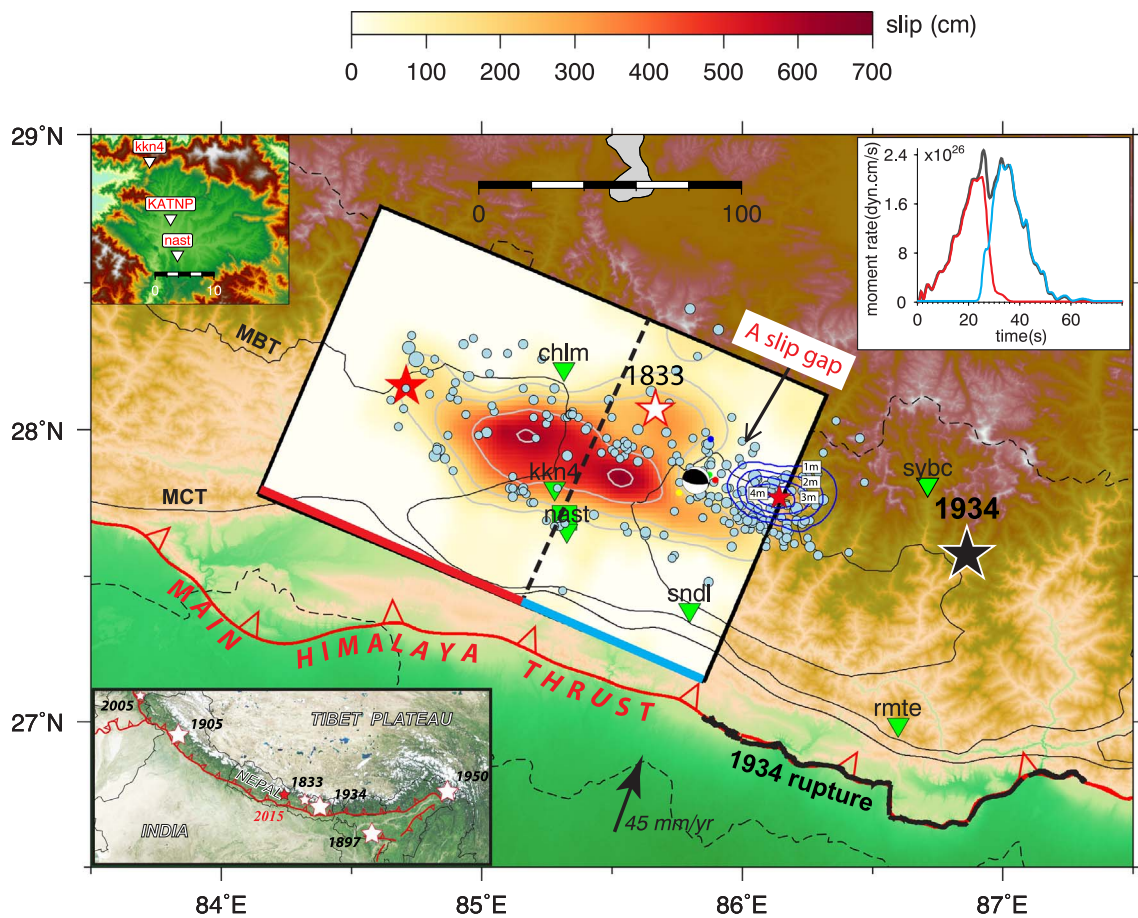 slip (cm)
0 100 200 300 400 500 600 700
29°N
28°N
27°N
84°E 85°E 86°E 87°E
kkn4
KATNP
nast
0 10
0 100
x10^26
2.4
1.6
8
0
moment rate(dyn.cm/s)
0 20 40 60
time(s)
MBT
chlm
1833
A slip gap
kkn4
nast
1m
2m
3m
4m
sybc
1934
MCT
sndl
rmte
MAIN HIMALAYA THRUST
1934 rupture
45 mm/yr
2005
1905
TIBET PLATEAU
NEPAL
1833
1934
1950
2015
INDIA
1897